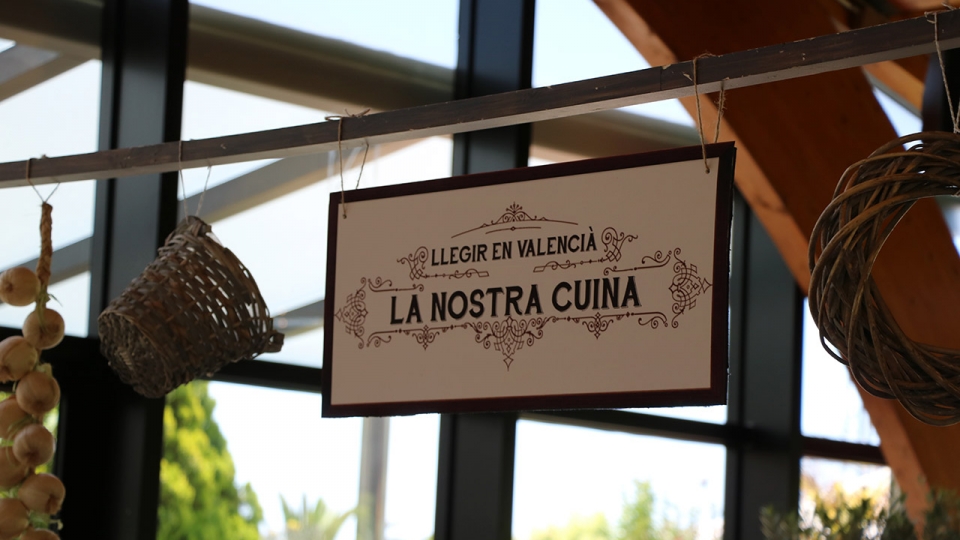 LLEGIR EN VALENCIÀ
LA NOSTRA CUINA